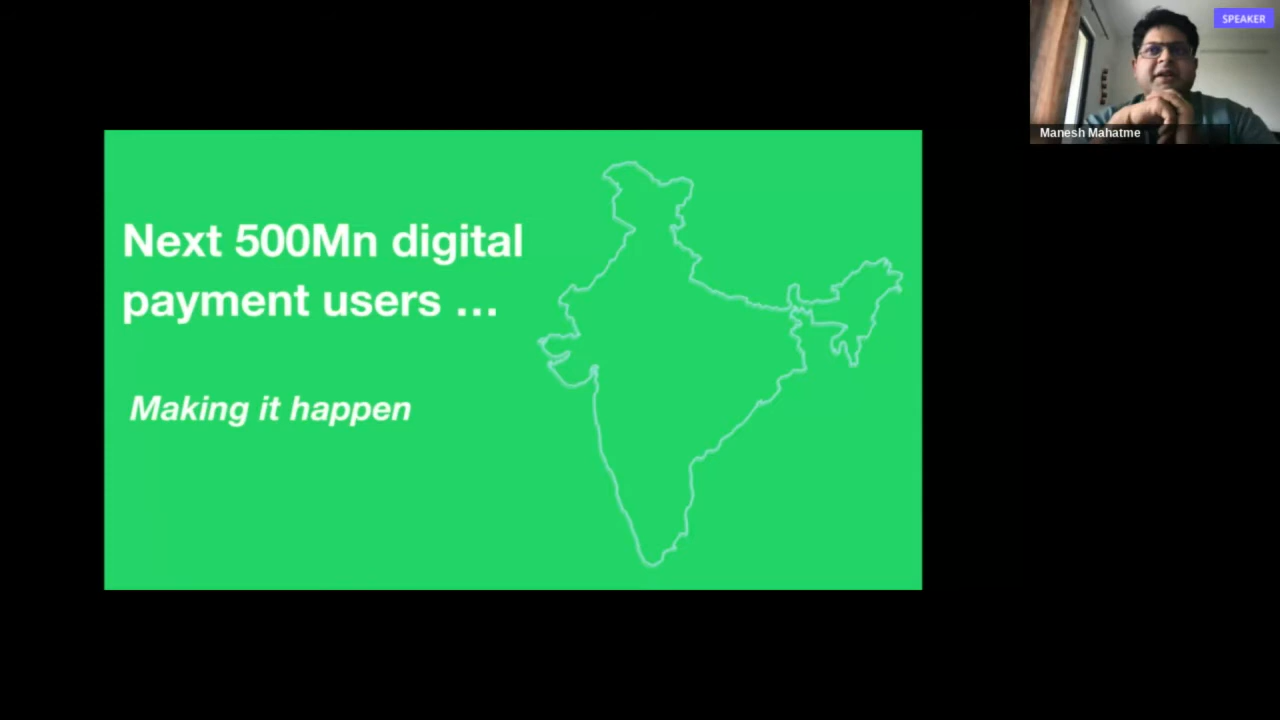 Next 500Mn digital
payment users ...
Making it happen
SPEAKER
Manesh Mahatme